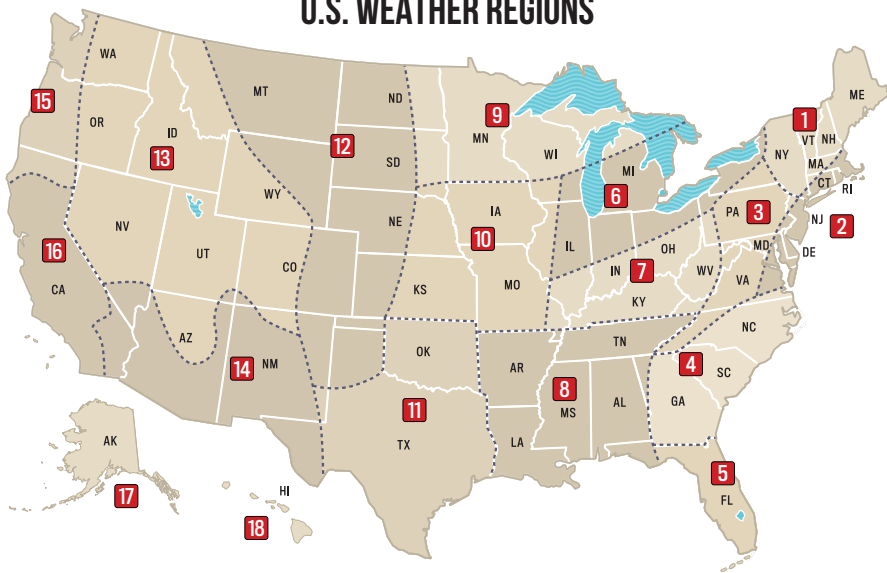 U.S. WEATHER REGIONS
WA
MT
ND
ME
15
9
1
OR
ID
MN
VT
NH
12
WI
NY
MA
13
SD
MI
CT
RI
WY
6
PA
3
NJ
2
NE
IA
16
NV
10
IL
OH
MD
DE
UT
CO
IN
7
WV
VA
CA
KS
MO
KY
NC
AZ
OK
TN
14
NM
AR
4
SC
8
11
MS
AL
GA
AK
TX
LA
5
HI
FL
17
18